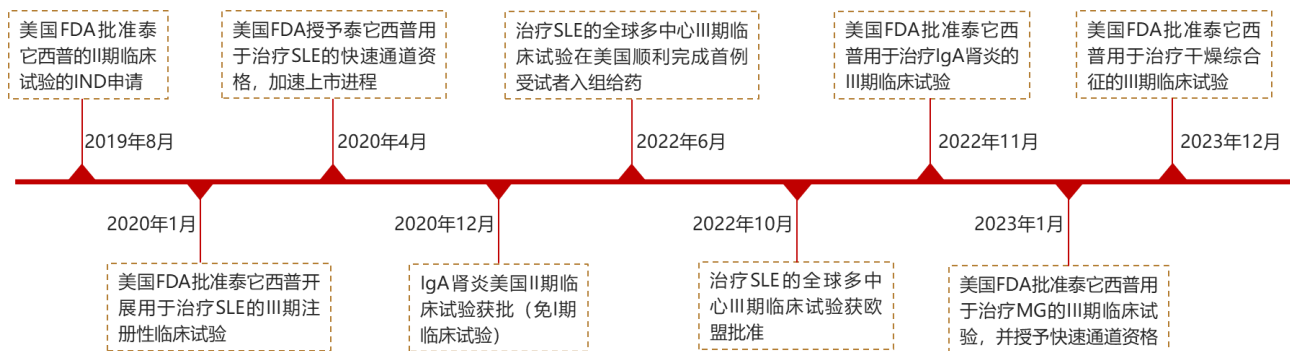 美国FDA批准泰它西普的II期临床试验的IND申请
美国FDA授予泰它西普用于治疗SLE的快速通道资格，加速上市进程
治疗SLE的全球多中心III期临床试验在美国顺利完成首例受试者入组给药
美国FDA批准泰它西普用于治疗IgA肾炎的III期临床试验
美国FDA批准泰它西普用于治疗干燥综合征的III期临床试验
2019年8月
2020年4月
2022年6月
2022年11月
2023年12月
2020年1月
2020年12月
2022年10月
2023年1月
美国FDA批准泰它西普开展用于治疗SLE的III期注册性临床试验
IgA肾炎美国II期临床试验获批（免I期临床试验）
治疗SLE的全球多中心III期临床试验获欧盟批准
美国FDA批准泰它西普用于治疗MG的III期临床试验，并授予快速通道资格